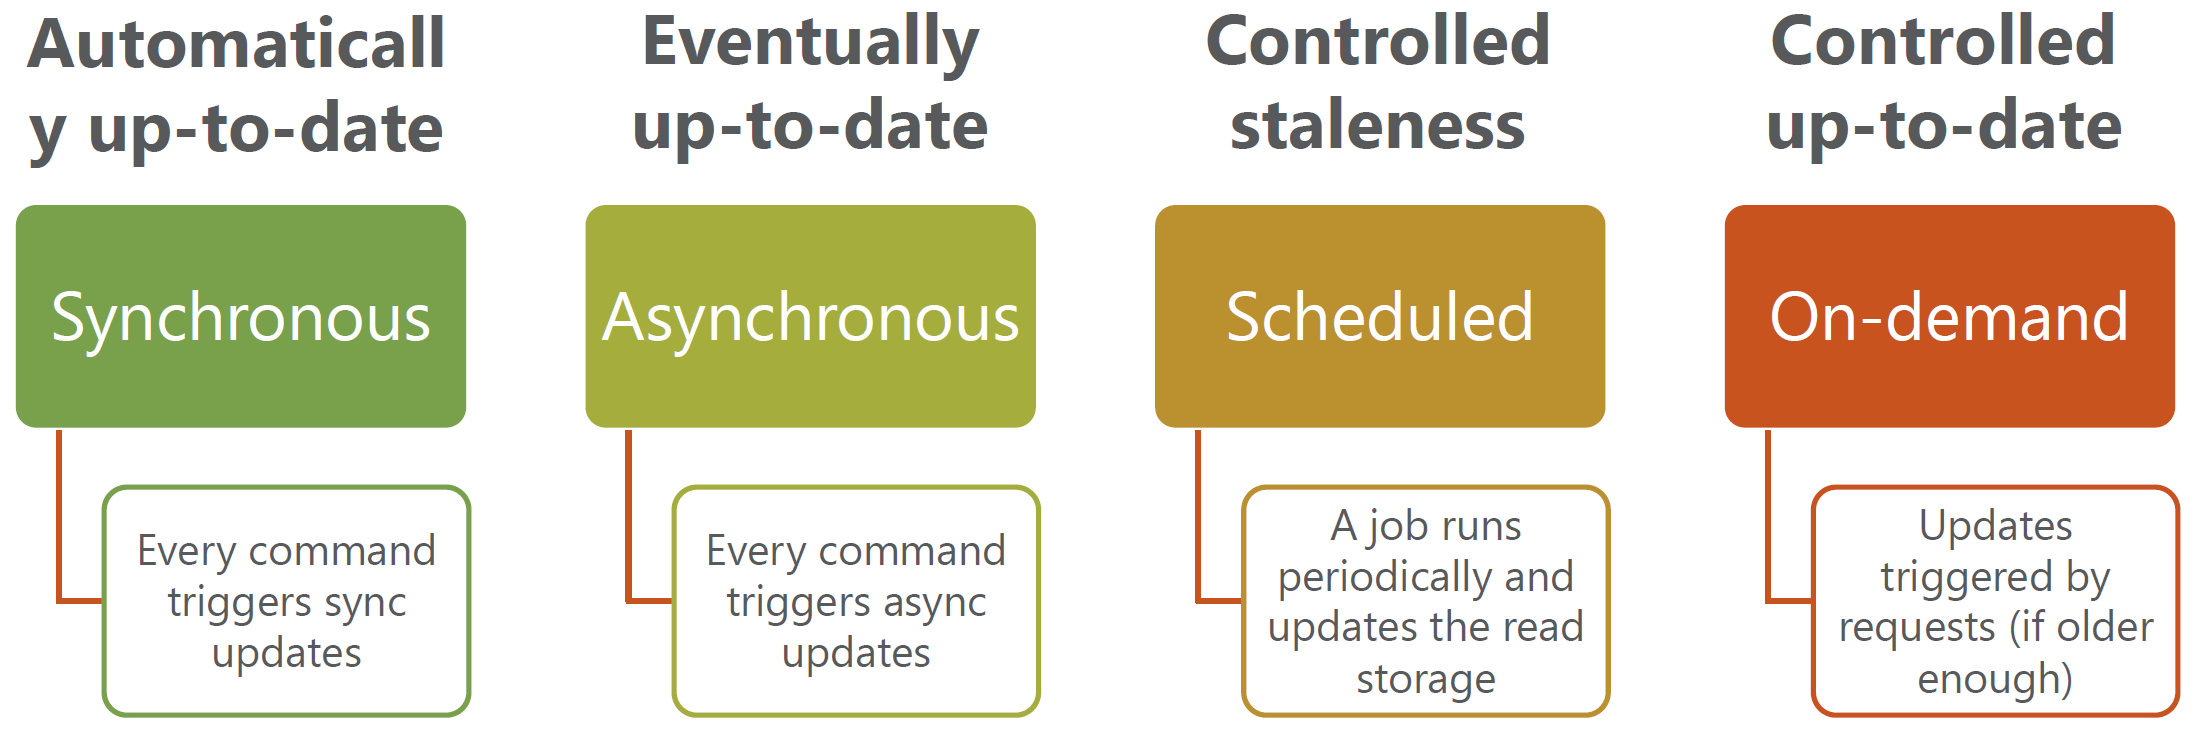 Automaticall
y up-to-date
Synchronous
Every command
triggers sync
updates
Eventually
up-to-date
Asynchronous
Every command
triggers async
updates
Controlled
staleness
Scheduled
A job runs
periodically and
updates the read
storage
Controlled
up-to-date
On-demand
Updates
triggered by
requests (if older
enough)